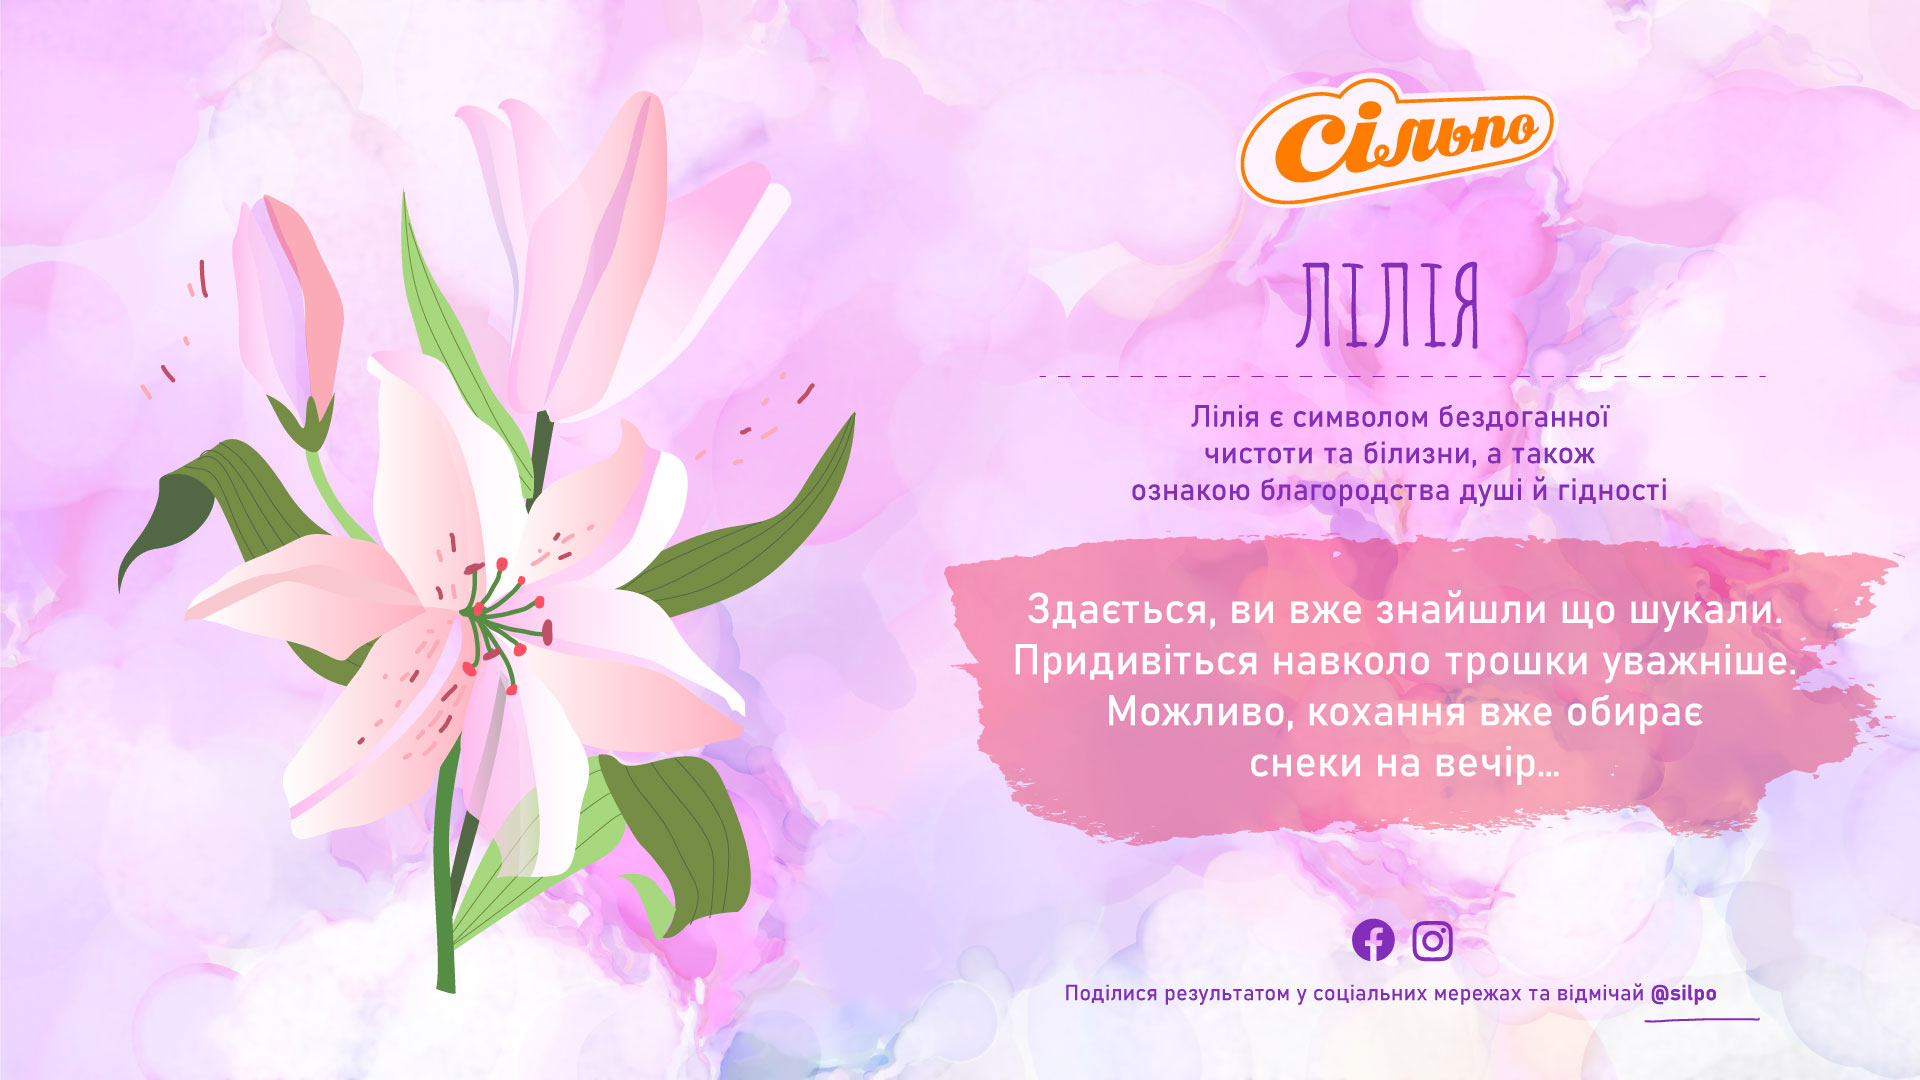 Сільпо
ЛІЛІЯ
Лілія є символом бездоганної
чистоти та білизни, а також
ознакою благородства душі й гідності
Здається, ви вже знайшли що шукали.
Придивіться навколо трошки уважніше.
Можливо, кохання вже обирає
снеки на вечір...
Поділися результатом у соціальних мережах та відмічай @silpo